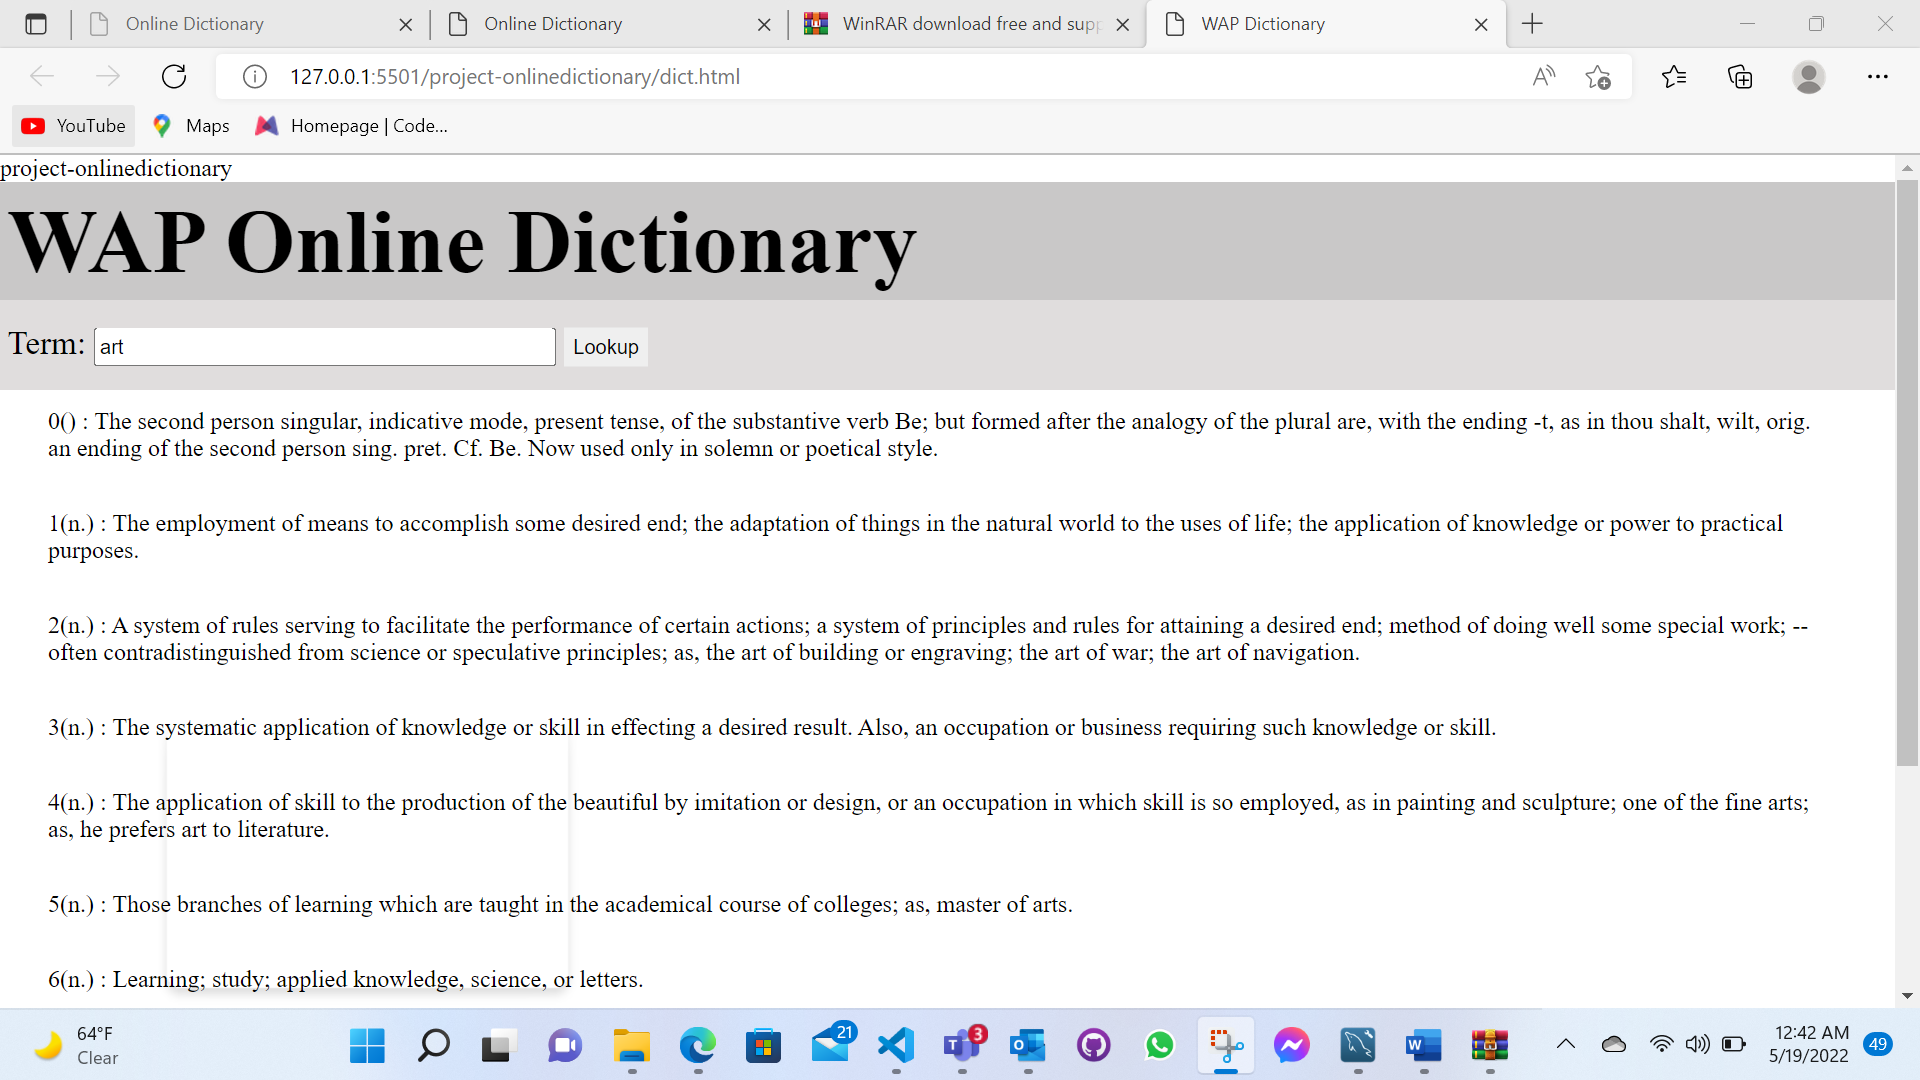 Online Dictionary
Online Dictionary
WinRAR download free and supp
WAP Dictionary
127.0.0.1:5501/project-onlinedictionary/dict.html
YouTube
Maps
Homepage | Code...
project-onlinedictionary
WAP Online Dictionary
Term: art Lookup
0() : The second person singular, indicative mode, present tense, of the substantive verb Be; but formed after the analogy of the plural are, with the ending -t, as in thou shalt, wilt, orig.
an ending of the second person sing. pret. Cf. Be. Now used only in solemn or poetical style.
1(n.) : The employment of means to accomplish some desired end; the adaptation of things in the natural world to the uses of life; the application of knowledge or power to practical
purposes.
2(n.) : A system of rules serving to facilitate the performance of certain actions; a system of principles and rules for attaining a desired end; method of doing well some special work; --
often contradistinguished from science or speculative principles; as, the art of building or engraving; the art of war; the art of navigation.
3(n.) : The systematic application of knowledge or skill in effecting a desired result. Also, an occupation or business requiring such knowledge or skill.
4(n.) : The application of skill to the production of the beautiful by imitation or design, or an occupation in which skill is so employed, as in painting and sculpture; one of the fine arts;
as, he prefers art to literature.
5(n.) : Those branches of learning which are taught in the academical course of colleges; as, master of arts.
6(n.) : Learning; study; applied knowledge, science, or letters.
64°F
Clear
21
3
12:42 AM
5/19/2022
49